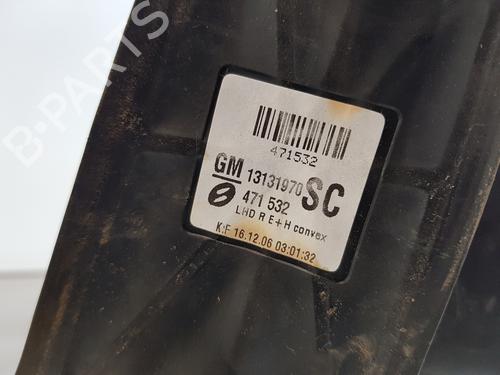 B-PARTS
471532
GM 13131970 SC
471 532
LHD R E+H convex
K:F 16.12.06 03:01:32